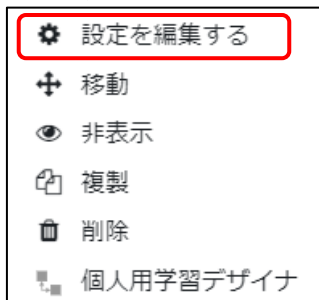 設定を編集する
移動
非表示
複製
削除
個人用学習デザイナ